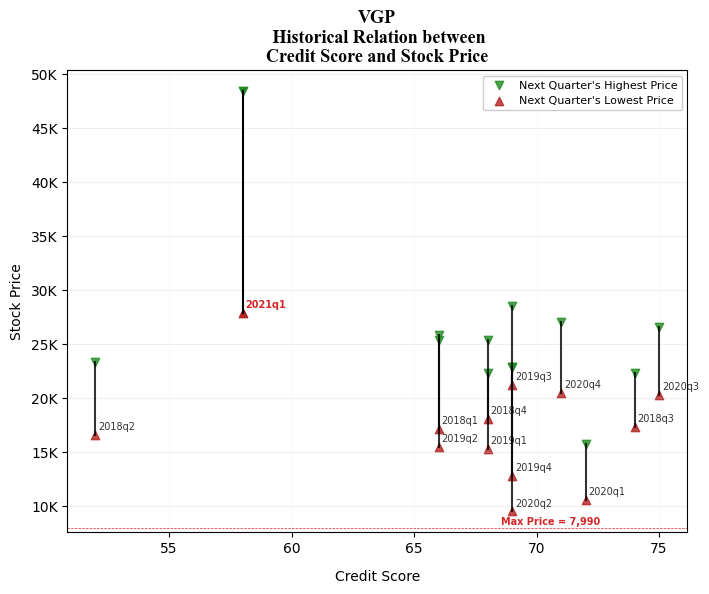 VGP
Historical Relation between
Credit Score and Stock Price
Next Quarter's Highest Price
Next Quarter's Lowest Price
Stock Price
50K
45K
40K
35K
30K
25K
20K
15K
10K
2021q1
2019q3
2020q4
2020q3
2018q4
2018q1
2018q3
2018q2
2019q2
2019q1
2019q4
2020q1
2020q2
Max Price = 7,990
55
60
65
70
75
Credit Score